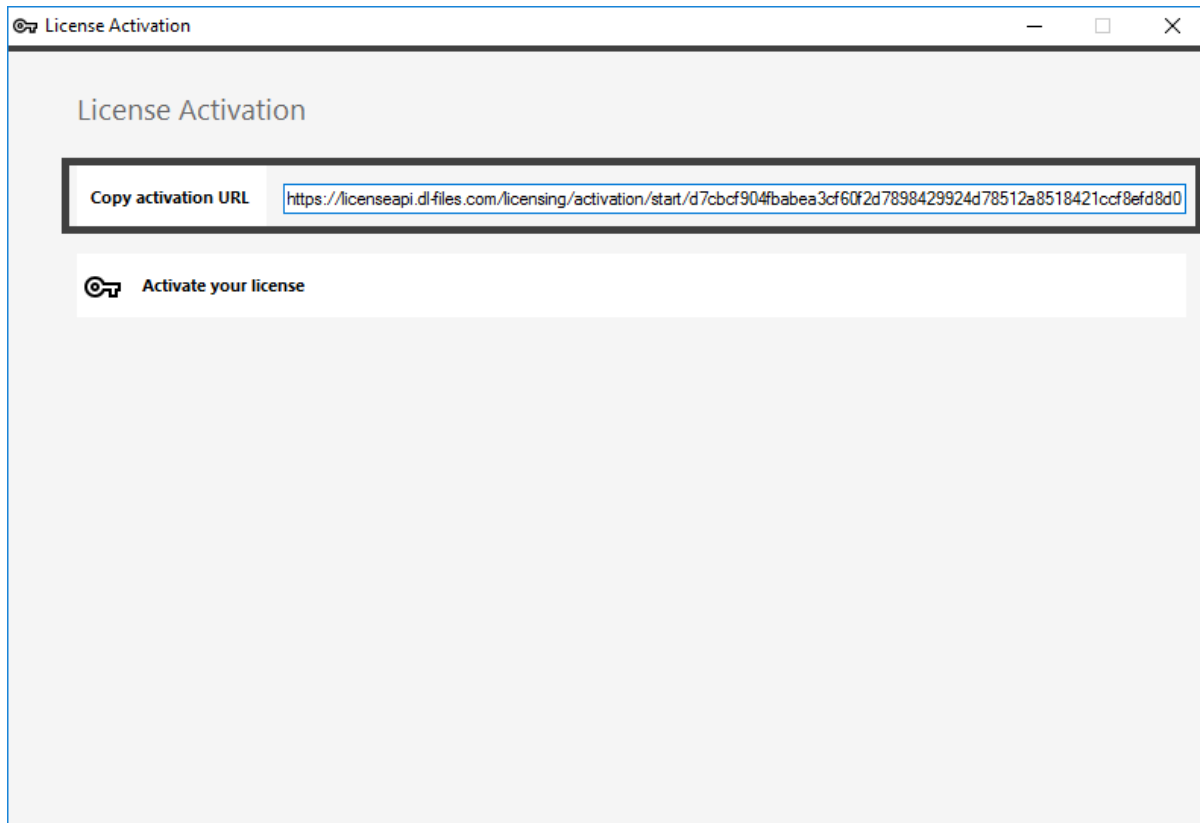 License Activation
License Activation
Copy activation URL https://licenseapi.dl-files.com/licensing/activation/start/d7cbcf904fbabea3cf60f2d7898429924d78512a8518421ccf8efd8d0
Activate your license